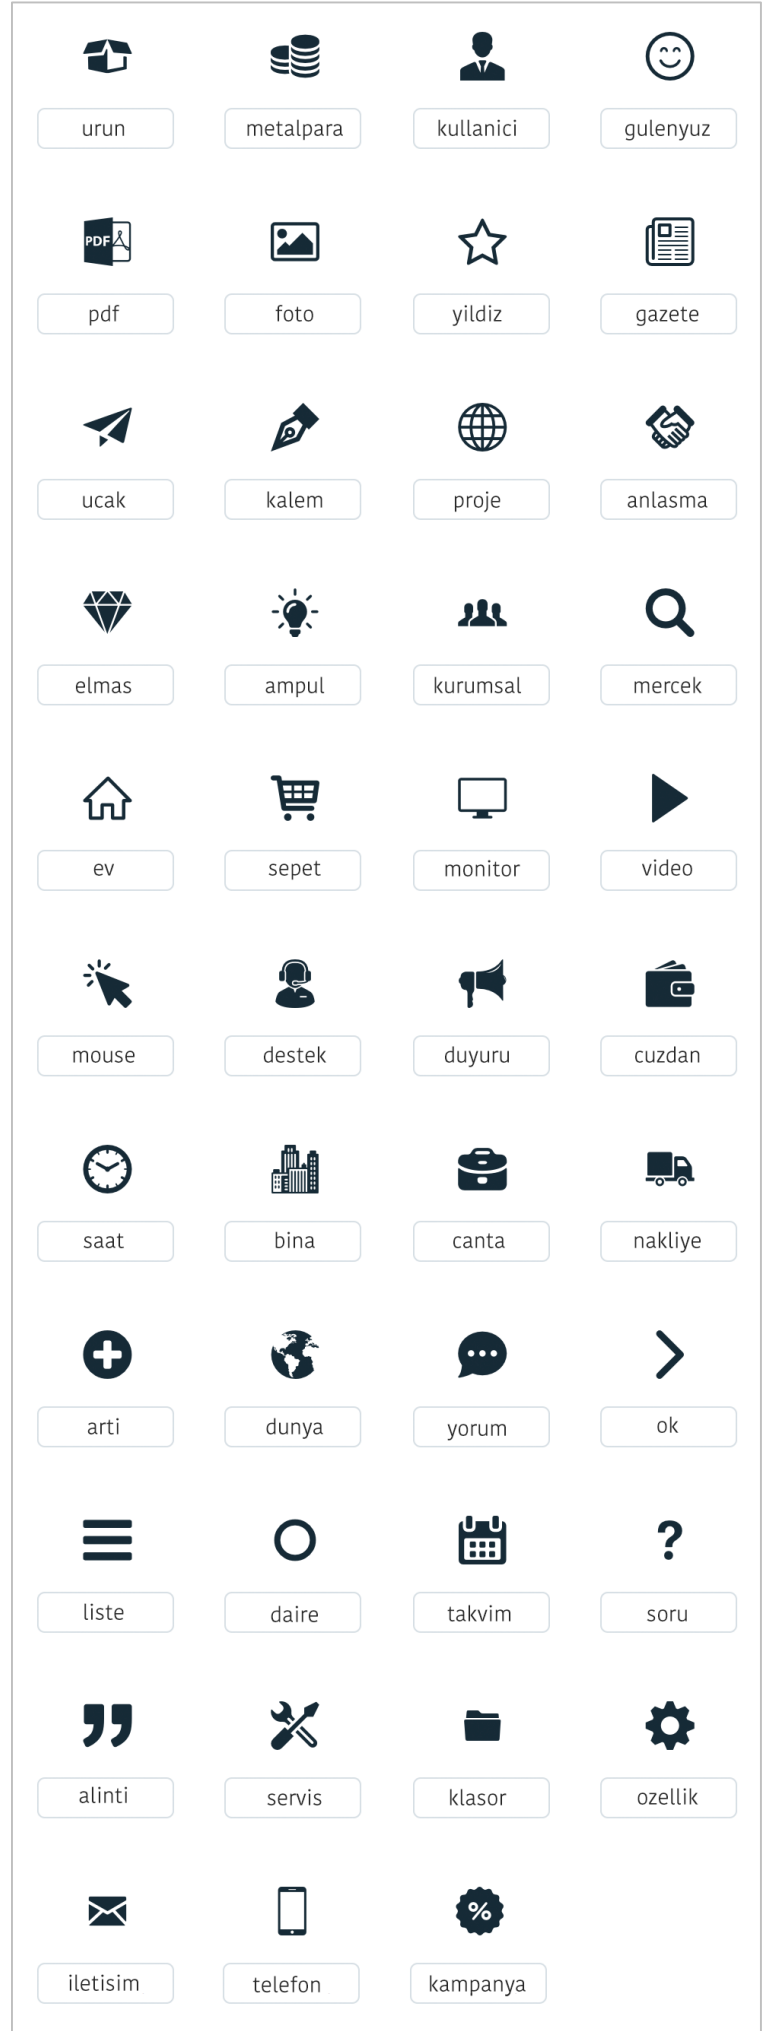 urun
metalpara
kullanici
gulenyuz
PDF
pdf
foto
yildiz
gazete
ucak
kalem
proje
anlasma
elmas
ampul
kurumsal
mercek
ev
sepet
monitor
video
mouse
destek
duyuru
cuzdan
saat
bina
canta
nakliye
arti
dunya
yorum
ok
?
liste
daire
takvim
soru
alinti
servis
klasor
ozellik
%
iletisim
telefon
kampanya